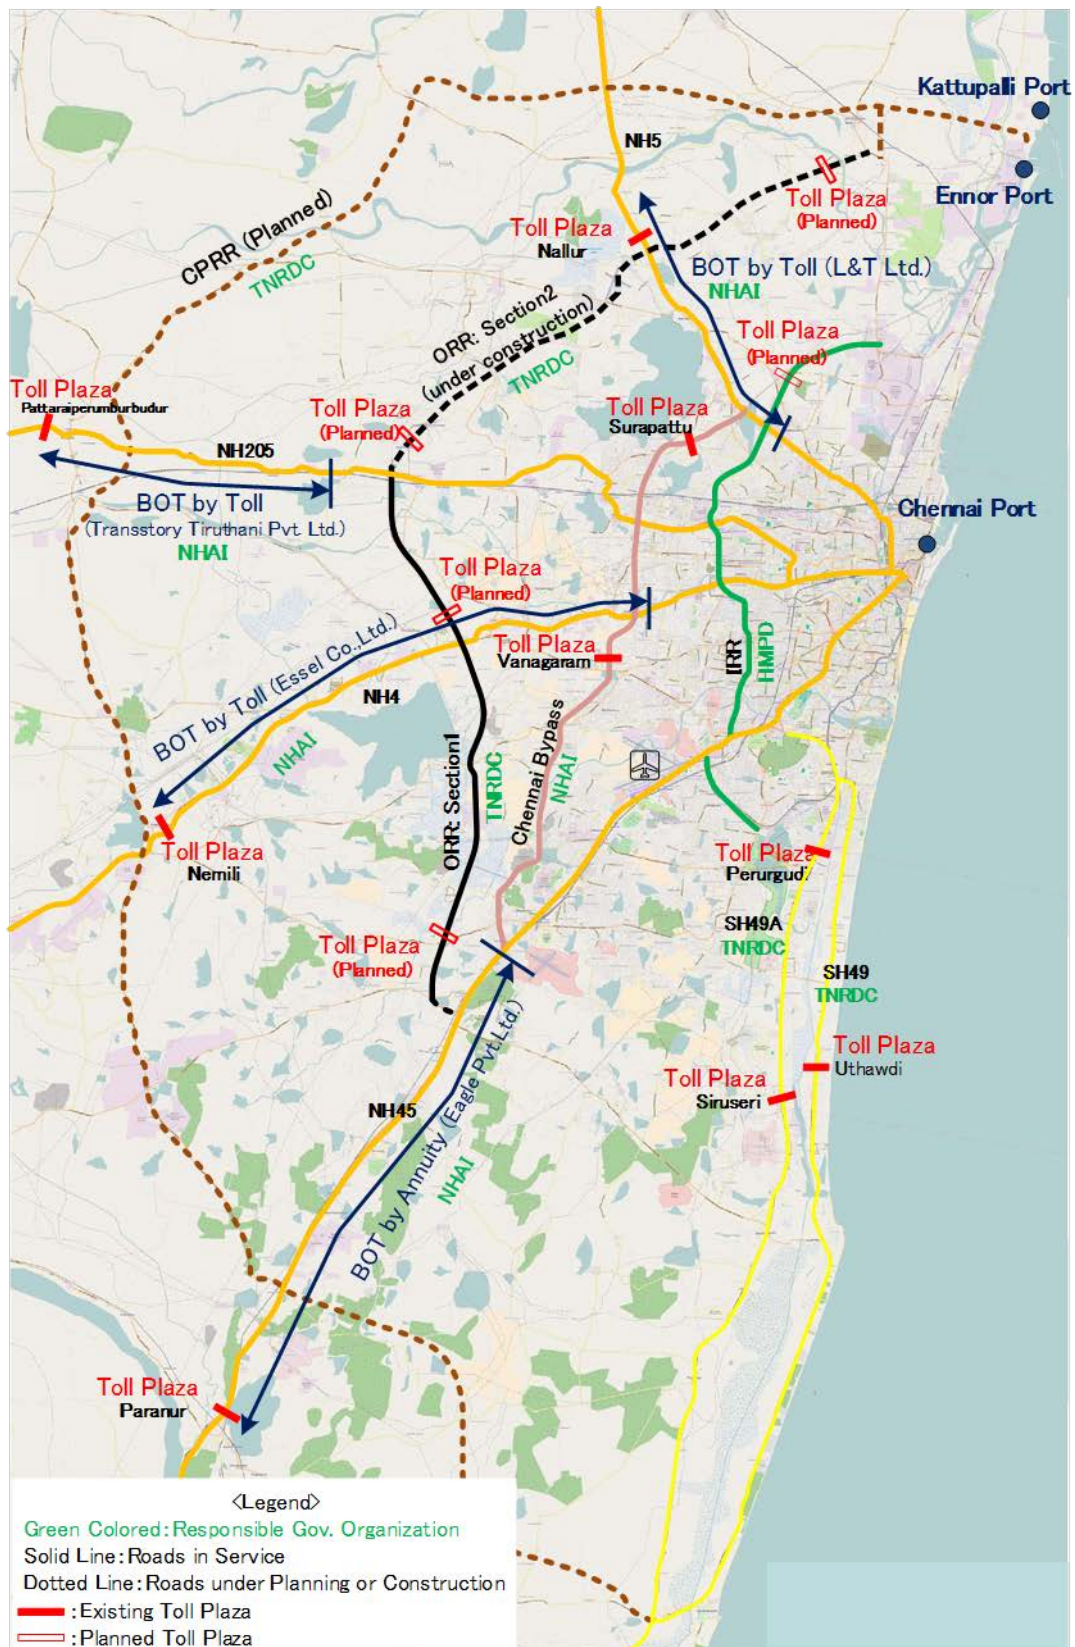 Kattupalli Port
NH5
Toll Plaza
(Planned)
Ennor Port
Toll Plaza
Nallur
CPRR (Planned)
TNRDC
BOT by Toll (L&T Ltd.)
NHAI
ORR: Section2
(under construction)
TNRDC
Toll Plaza
(Planned)
Toll Plaza
Pattaraiperumburbudur
Toll Plaza
(Planned)
Toll Plaza
Surapattu
NH205
BOT by Toll
(Transstory Tiruthani Pvt. Ltd.)
NHAI
Chennai Port
Toll Plaza
(Planned)
Toll Plaza
Vanagaram
IRR
HMPD
BOT by Toll (Essel Co.,Ltd.)
NH4
NHAI
ORR: Section1
TNRDC
Chennai Bypass
NHAI
Toll Plaza
Nemili
Toll Plaza
Perurgudi
SH49A
TNRDC
SH49
TNRDC
Toll Plaza
(Planned)
Toll Plaza
Uthawdi
Toll Plaza
Siruseri
NH45
BOT by Annuity (Eagle Pvt.Ltd.)
NHAI
Toll Plaza
Paranur
<Legend>
Green Colored:Responsible Gov. Organization
Solid Line:Roads in Service
Dotted Line:Roads under Planning or Construction
:Existing Toll Plaza
:Planned Toll Plaza